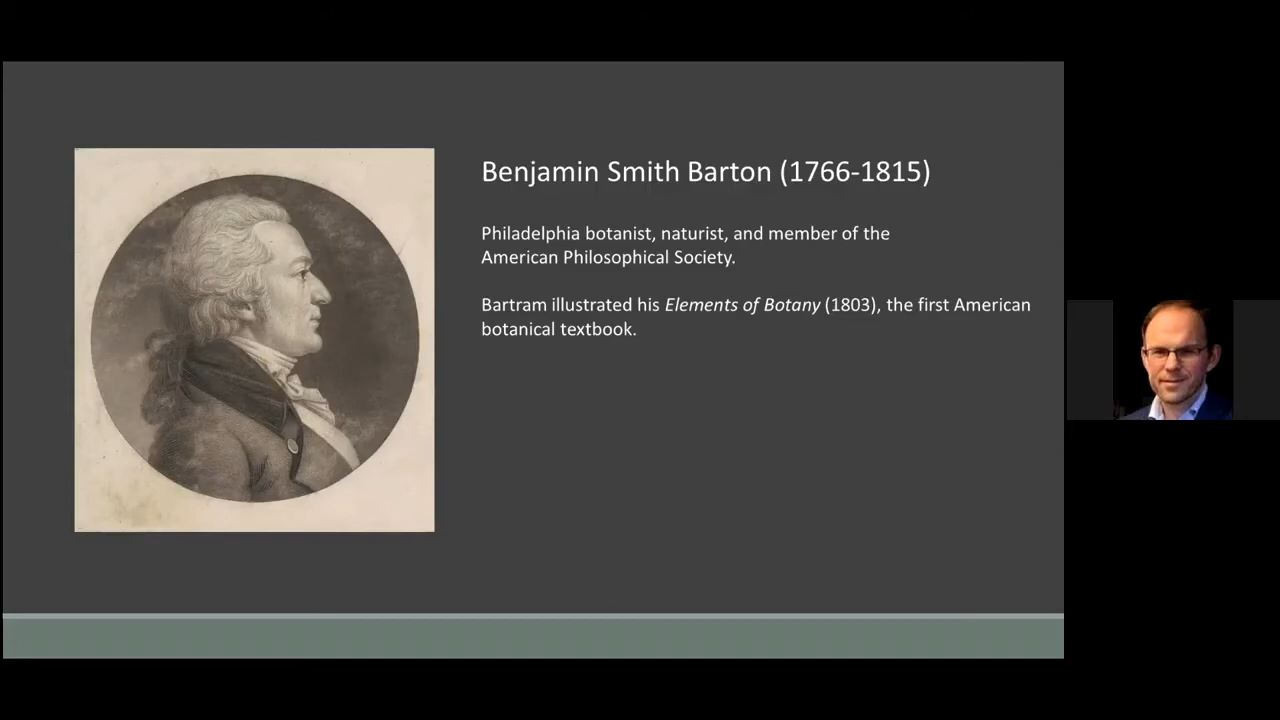 Benjamin Smith Barton (1766-1815)
Philadelphia botanist, naturist, and member of the
American Philosophical Society.
Bartram illustrated his Elements of Botany (1803), the first American
botanical textbook.